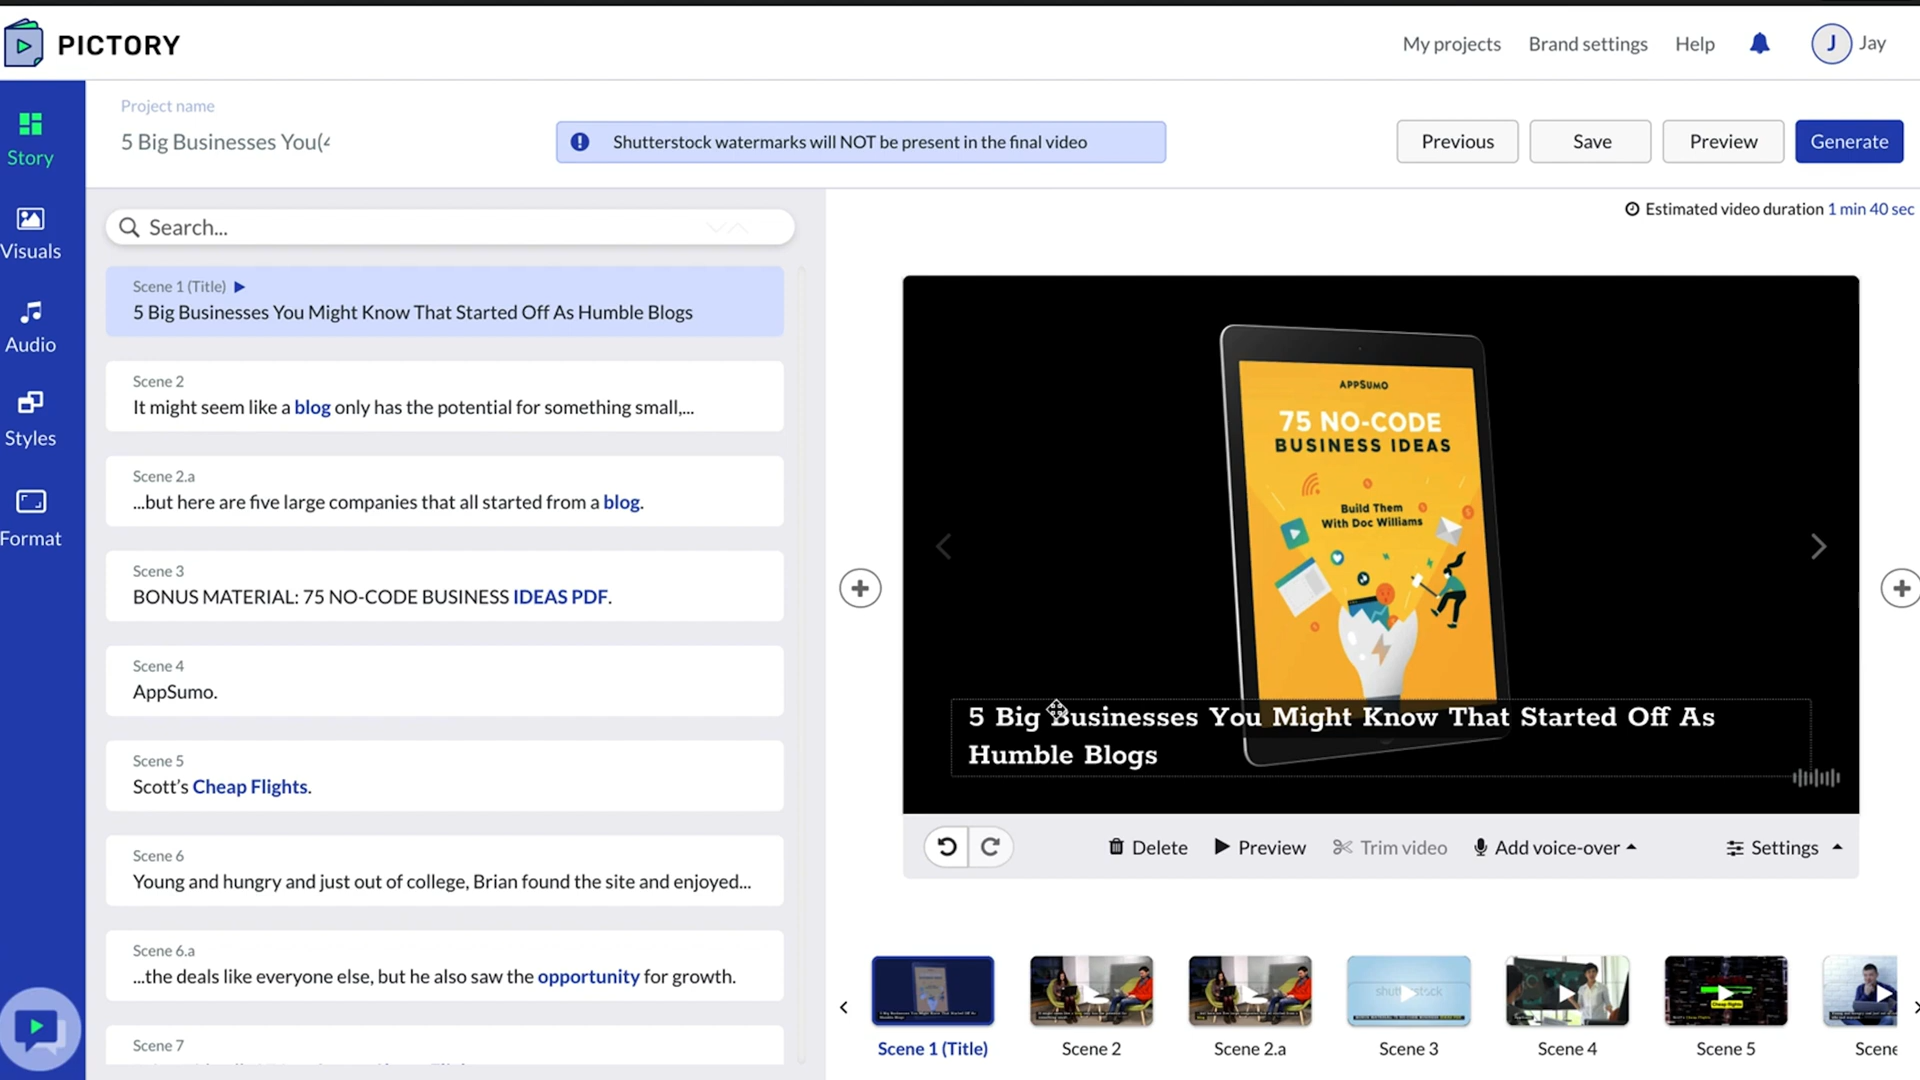 PICTORY
My projects
Brand settings
Help
J
Jay
Project name
5 Big Businesses You(4
Shutterstock watermarks will NOT be present in the final video
Previous
Save
Preview
Generate
Story
Visuals
Audio
Styles
Format
Search...
Estimated video duration 1 min 40 sec
Scene 1 (Title)
5 Big Businesses You Might Know That Started Off As Humble Blogs
Scene 2
It might seem like a blog only has the potential for something small,...
Scene 2.a
...but here are five large companies that all started from a blog.
Scene 3
BONUS MATERIAL: 75 NO-CODE BUSINESS IDEAS PDF.
Scene 4
AppSumo.
Scene 5
Scott’s Cheap Flights.
Scene 6
Young and hungry and just out of college, Brian found the site and enjoyed...
Scene 6.a
...the deals like everyone else, but he also saw the opportunity for growth.
Scene 7
APPSUMO
75 NO-CODE
BUSINESS IDEAS
Build Them
With Doc Williams
5 Big Businesses You Might Know That Started Off As
Humble Blogs
Delete
Preview
Trim video
Add voice-over
Settings
Scene 1 (Title)
Scene 2
Scene 2.a
Scene 3
Scene 4
Scene 5
Scene